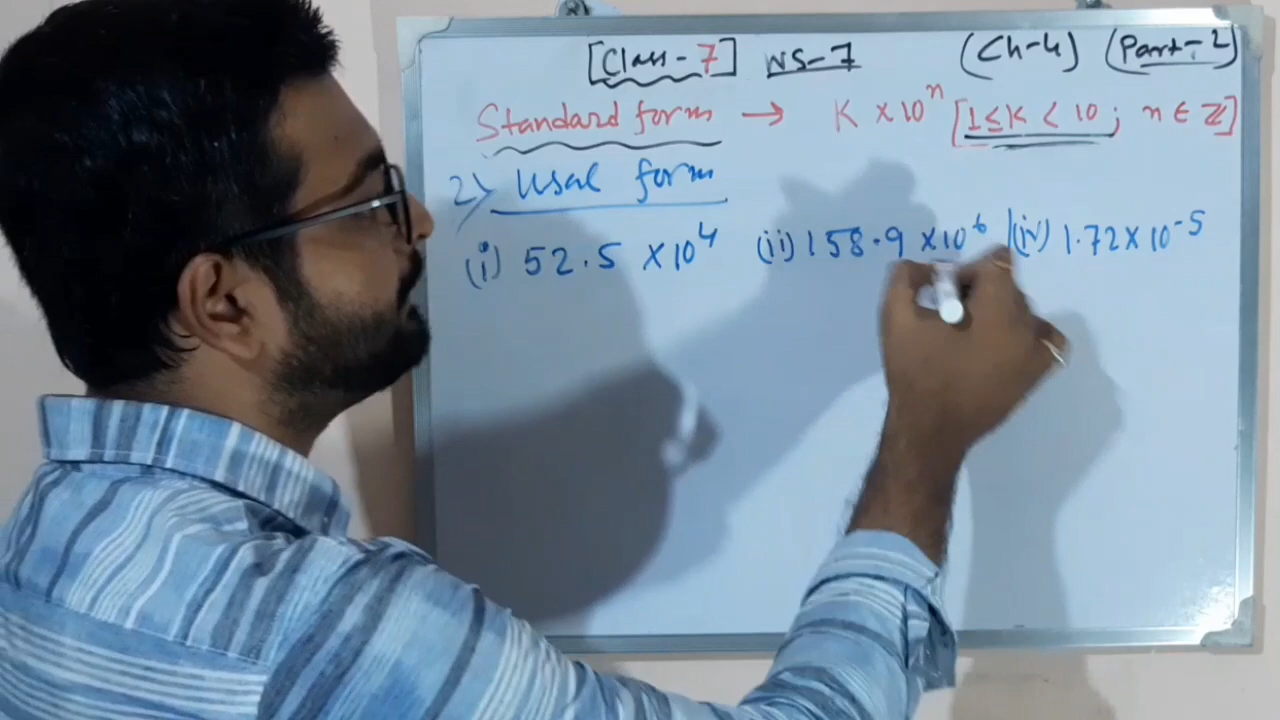 [Class-7] WS-7 (Ch-4) (Part-2)
Standard form → K × 10ⁿ [1 ≤ K < 10 ; n ∈ ℤ]
2) Usal form
(i) 52.5 × 10⁴ (ii) 158.9 × 10⁶ (iv) 1.72 × 10⁻⁵